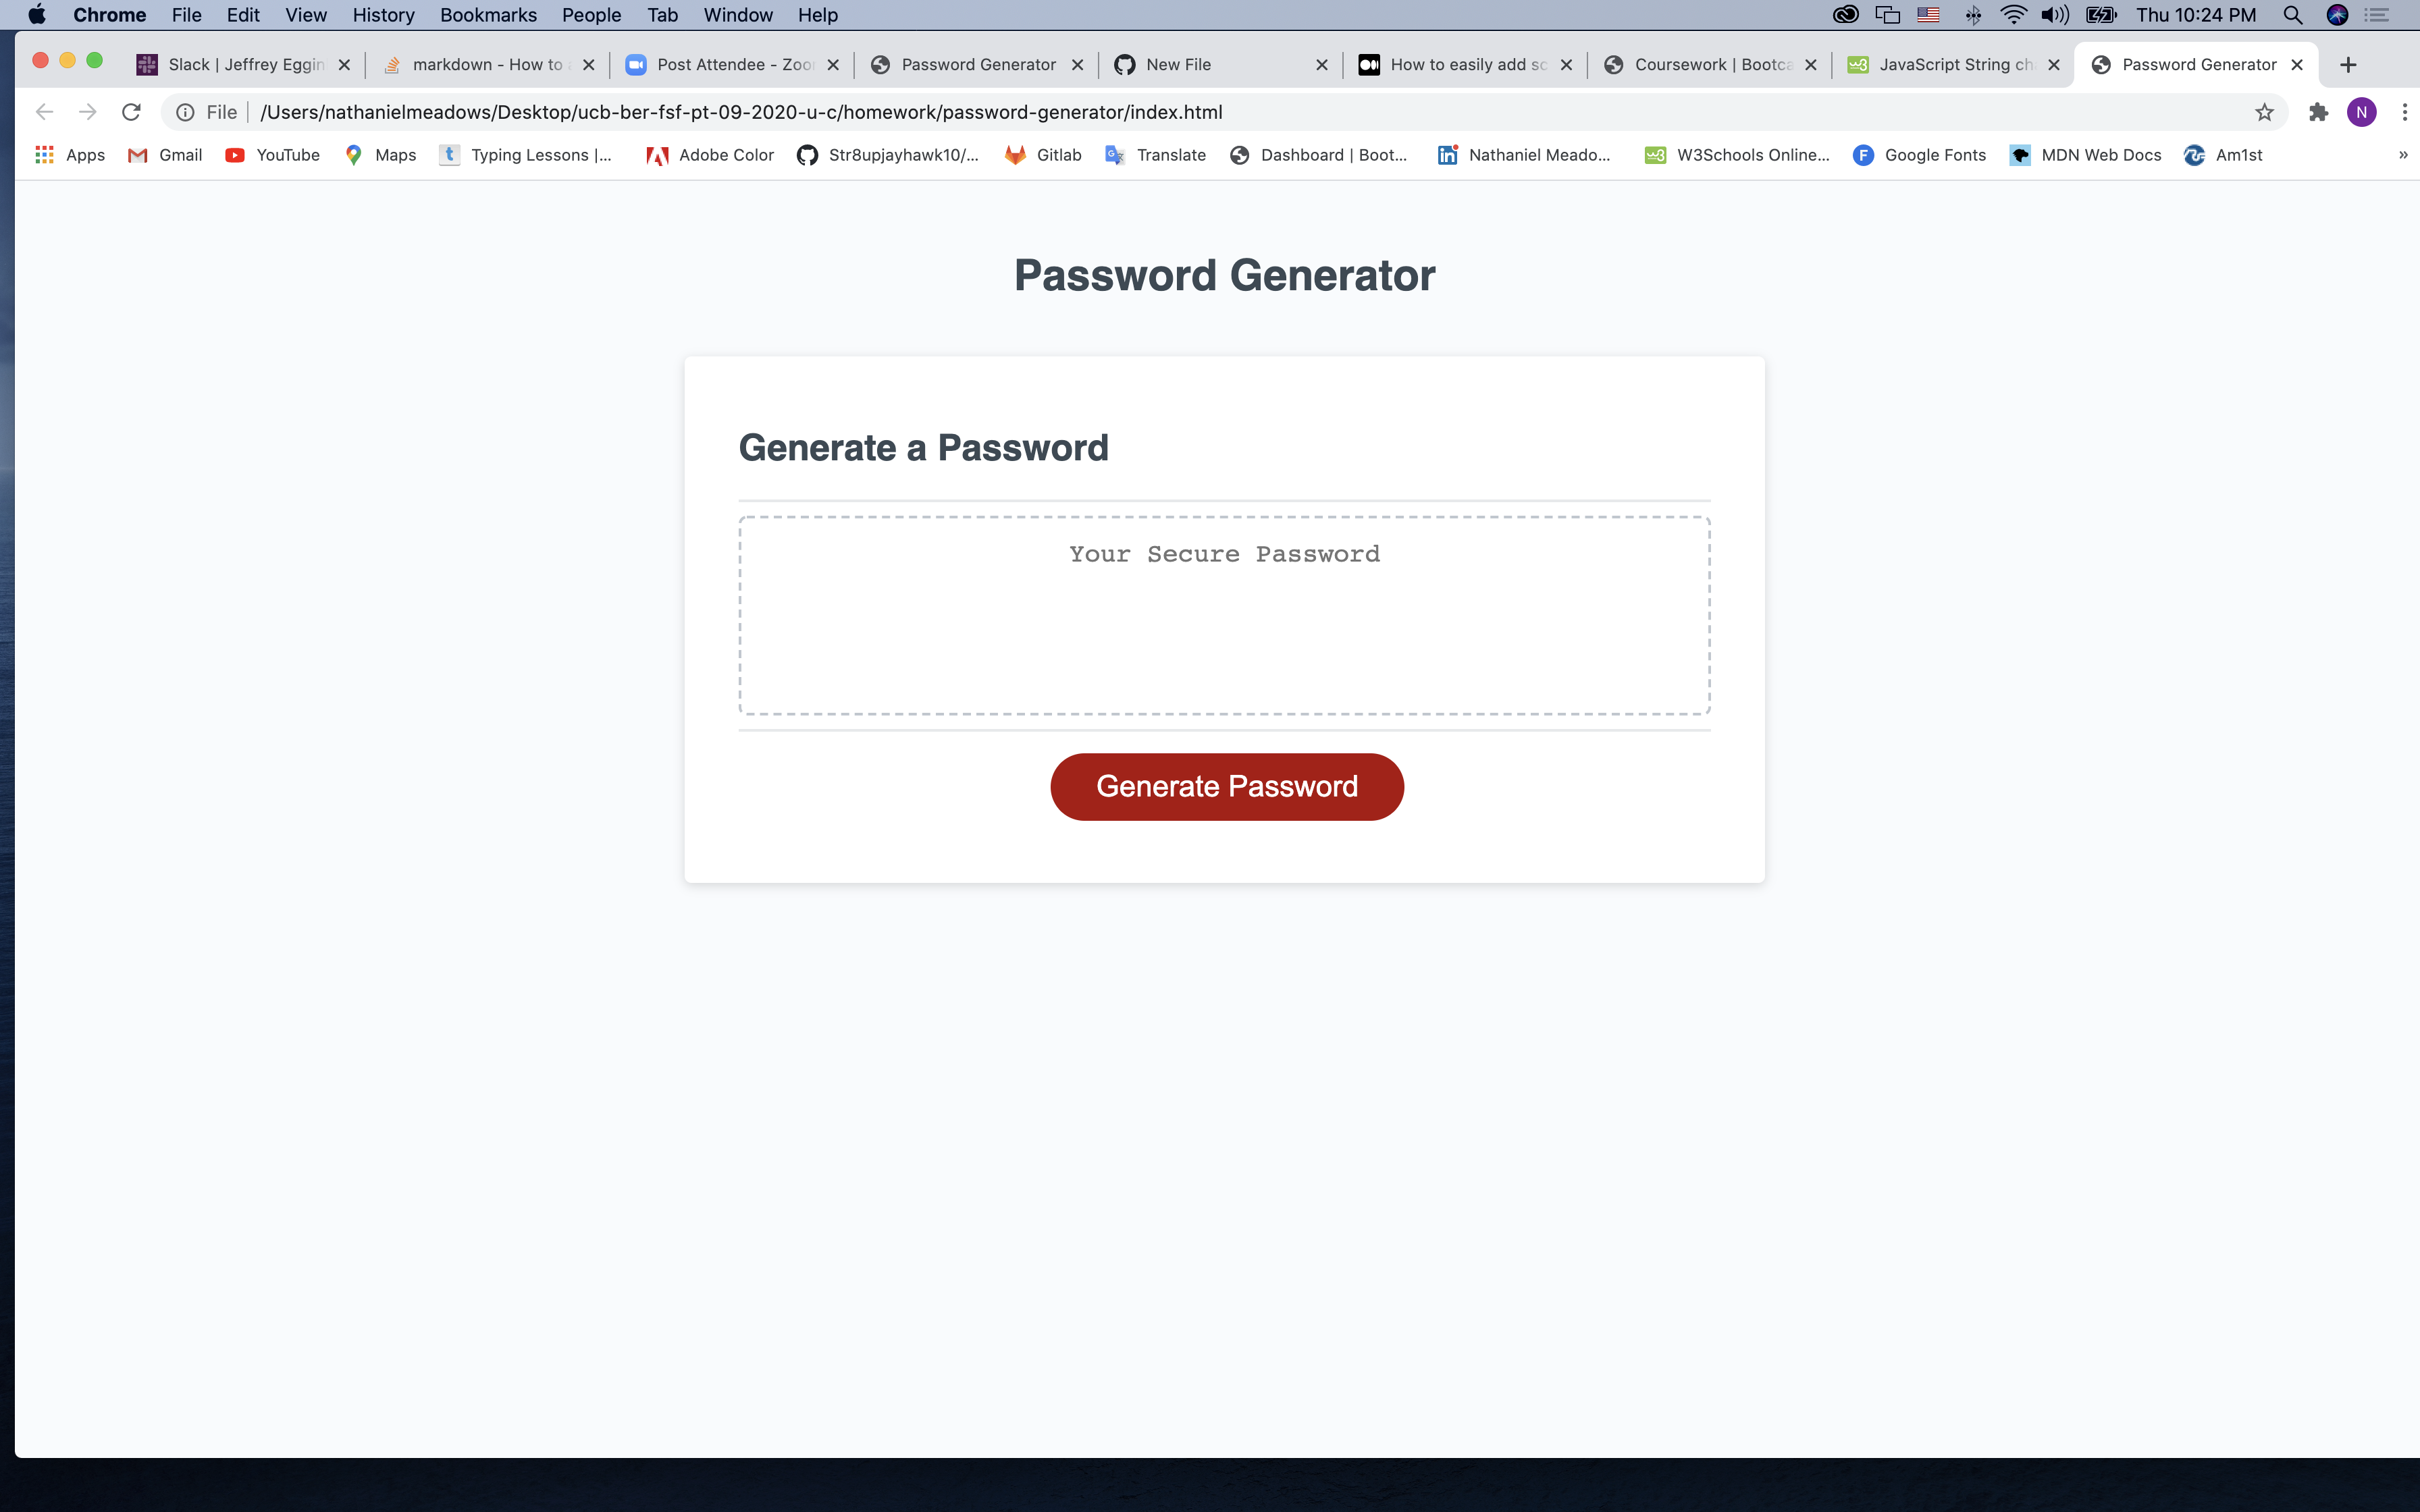 Chrome File Edit View History Bookmarks People Tab Window Help Thu 10:24 PM
Slack | Jeffrey Eggin markdown - How to Post Attendee - Zoo Password Generator New File How to easily add sc Coursework | Bootca JavaScript String ch Password Generator
File /Users/nathanielmeadows/Desktop/ucb-ber-fsf-pt-09-2020-u-c/homework/password-generator/index.html N
Apps Gmail YouTube Maps t Typing Lessons |... Adobe Color Str8upjayhawk10/... Gitlab Translate Dashboard | Boot... in Nathaniel Meado... W3Schools Online... F Google Fonts MDN Web Docs Am1st »
Password Generator
Generate a Password
Your Secure Password
Generate Password